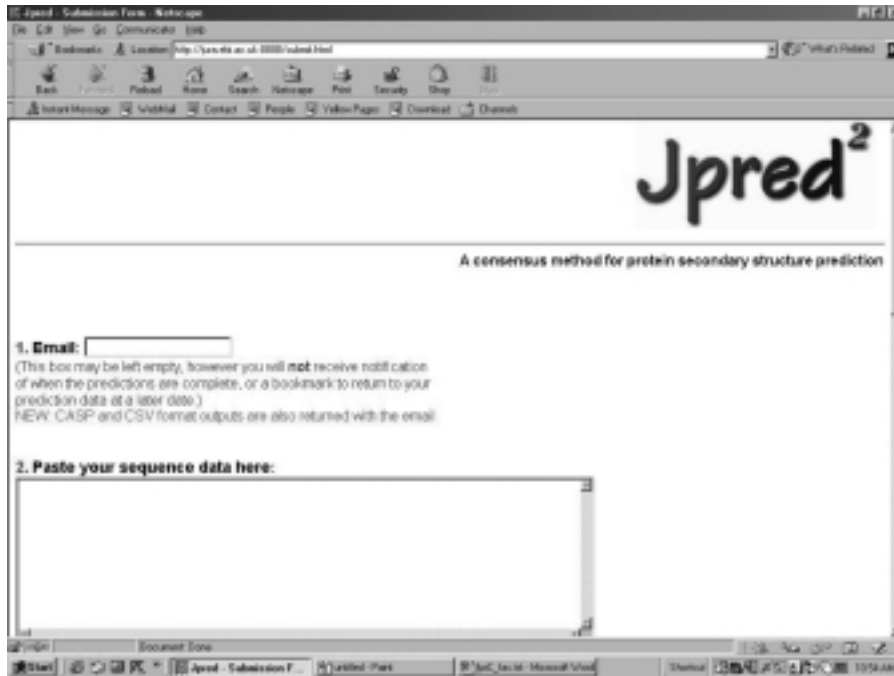 Jpred - Submission Form - Netscape
File Edit View Go Communicator Help
Bookmarks Location: http://jura.ebi.ac.uk:8888/submit.html What's Related
Back Forward Reload Home Search Netscape Print Security Shop Stop
Instant Message WebMail Contact People Yellow Pages Download Channels
Jpred²
A consensus method for protein secondary structure prediction
1. Email:
(This box may be left empty, however you will not receive notification
of when the predictions are complete, or a bookmark to return to your
prediction data at a later date.)
NEW: CASP and CSV format outputs are also returned with the email
2. Paste your sequence data here:
Document: Done
Start Jpred - Submission F... untitled - Paint Microsoft Word Shortcut 10:54 AM